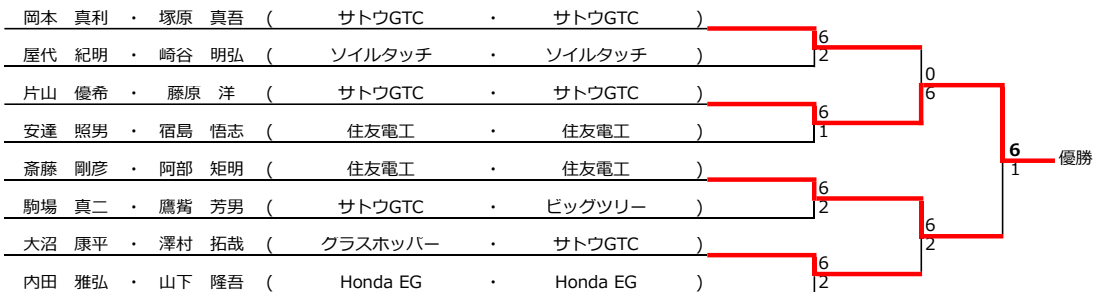 岡本 真利 ・ 塚原 真吾 ( サトウGTC ・ サトウGTC )
6
屋代 紀明 ・ 崎谷 明弘 ( ソイルタッチ ・ ソイルタッチ )
2
0
片山 優希 ・ 藤原 洋 ( サトウGTC ・ サトウGTC )
6
6
安達 照男 ・ 宿島 悟志 ( 住友電工 ・ 住友電工 )
1
6 優勝
1
斎藤 剛彦 ・ 阿部 矩明 ( 住友電工 ・ 住友電工 )
6
駒場 真二 ・ 鷹觜 芳男 ( サトウGTC ・ ビッグツリー )
2
6
大沼 康平 ・ 澤村 拓哉 ( グラスホッパー ・ サトウGTC )
2
6
内田 雅弘 ・ 山下 隆吾 ( Honda EG ・ Honda EG )
2